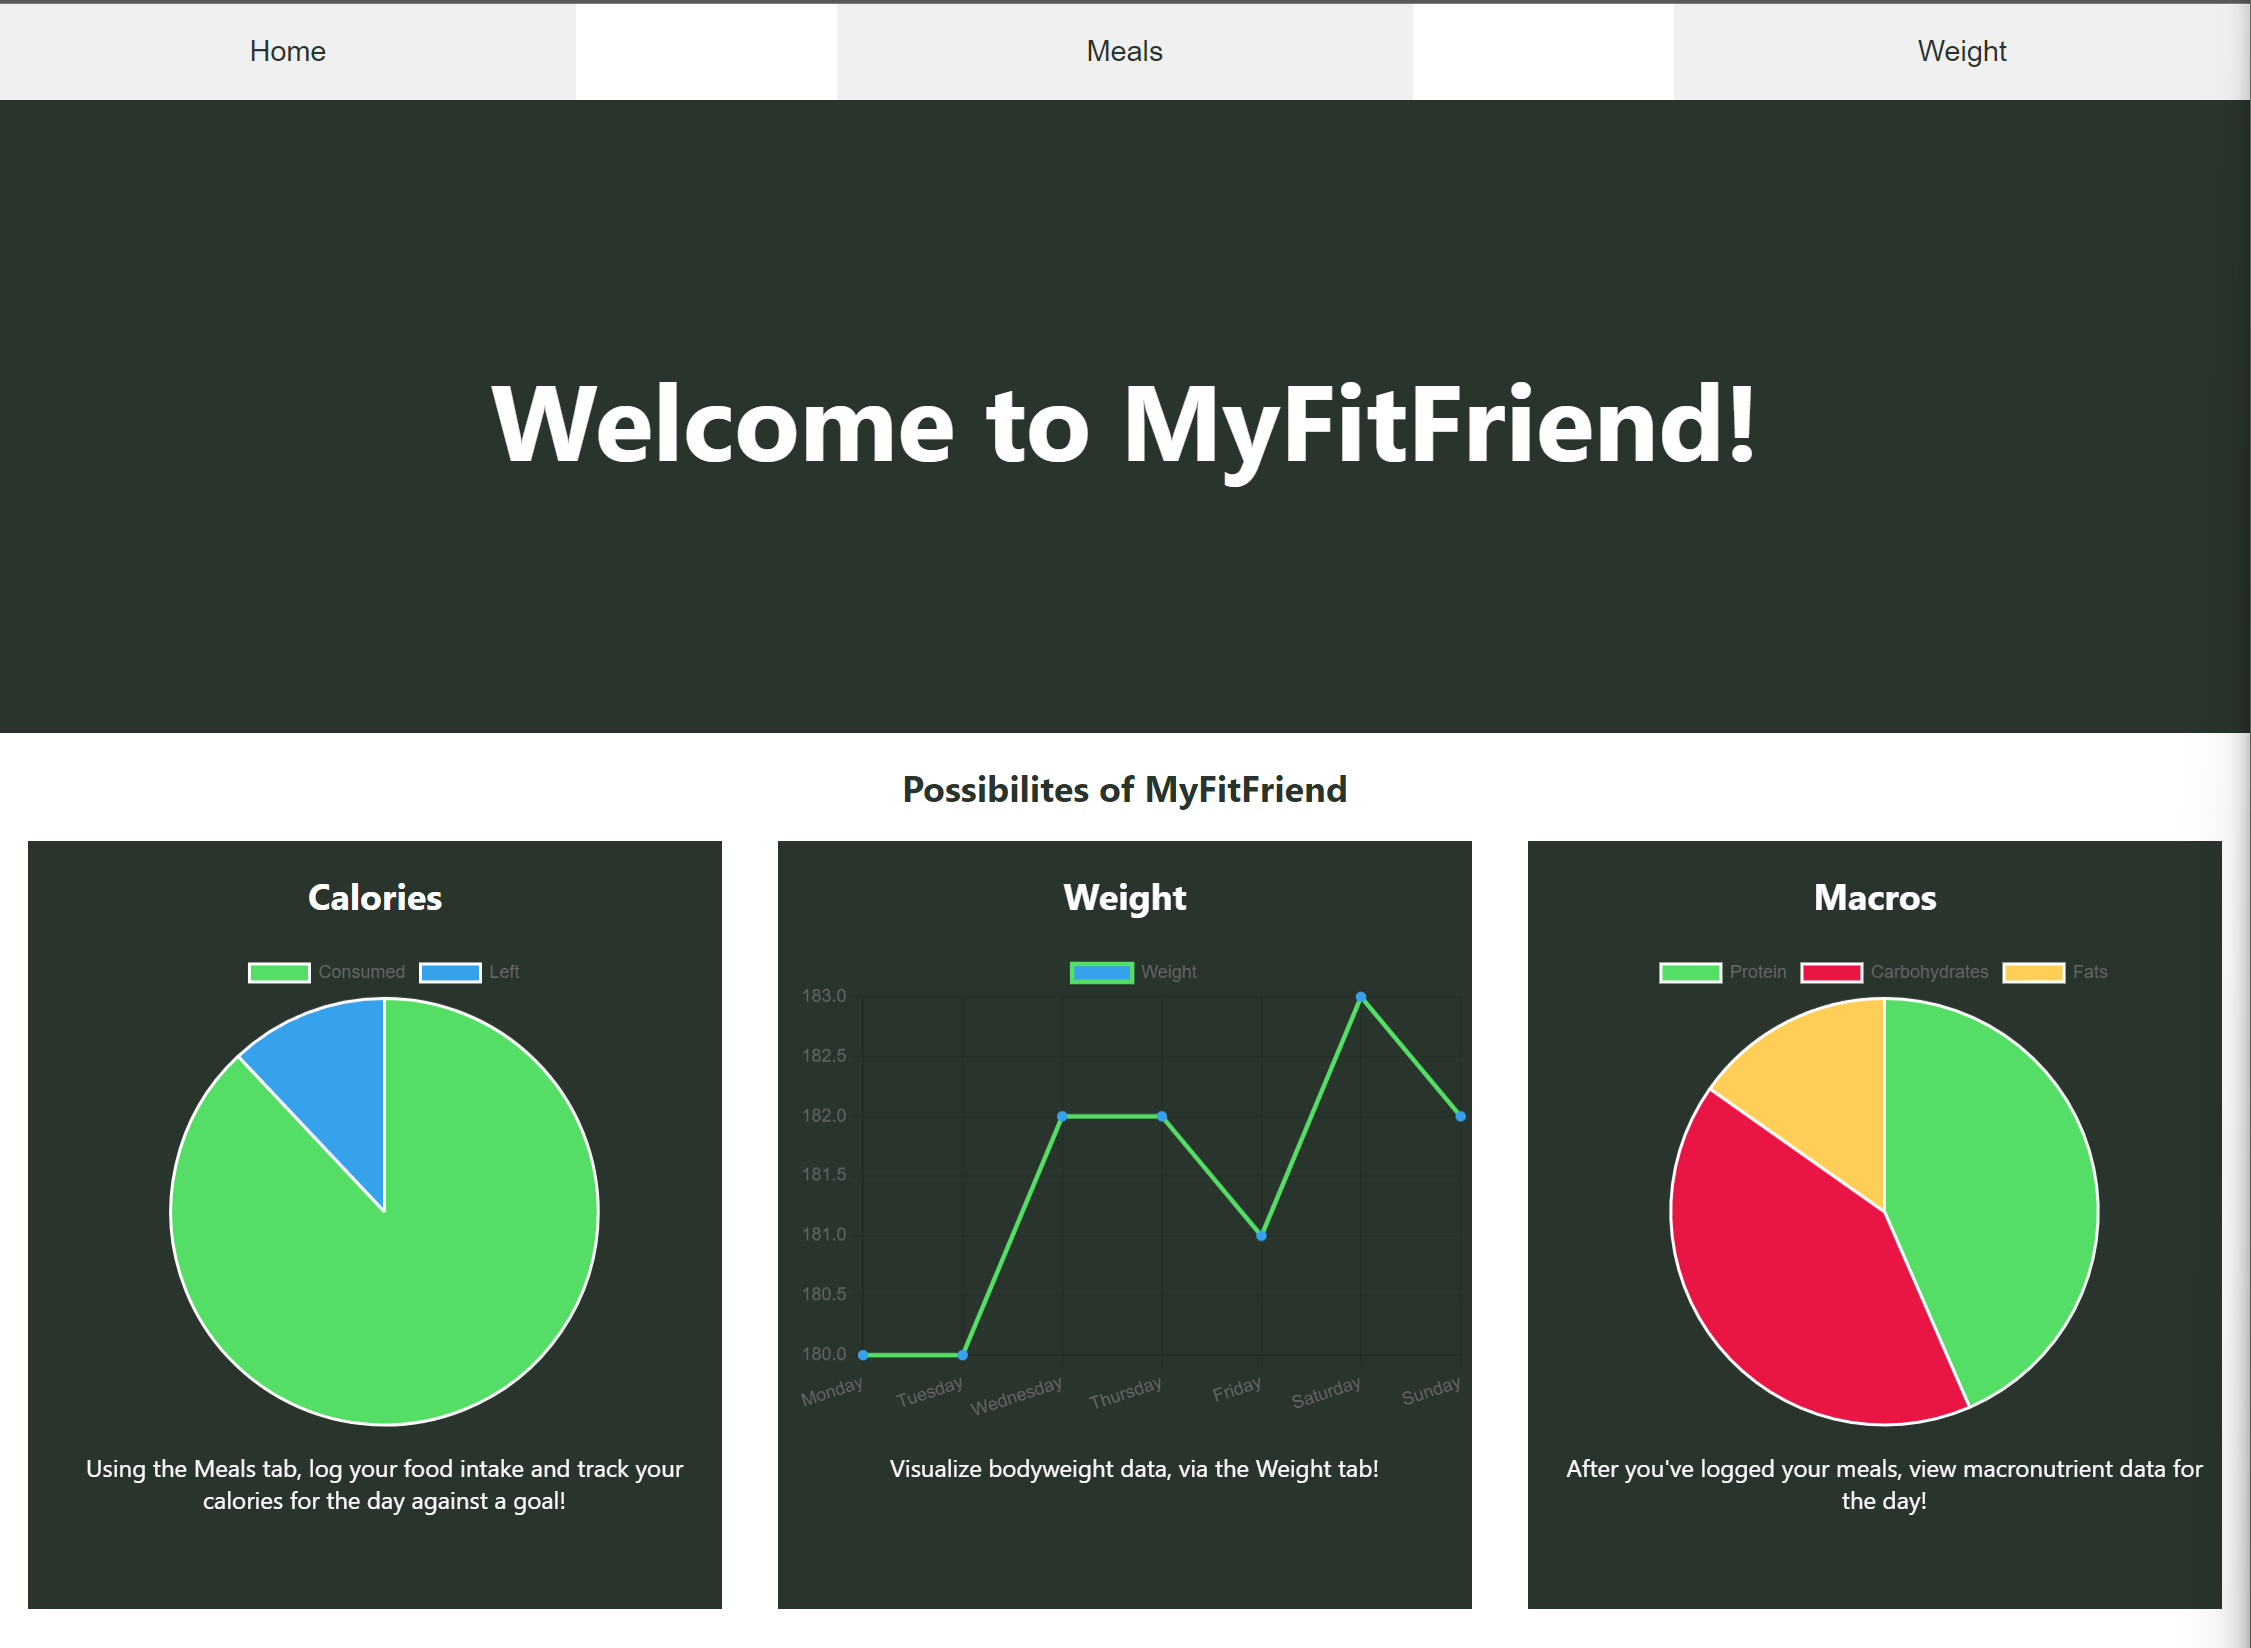 Home
Meals
Weight
Welcome to MyFitFriend!
Possibilites of MyFitFriend
Calories
Consumed
Left
Using the Meals tab, log your food intake and track your
calories for the day against a goal!
Weight
Weight
183.0
182.5
182.0
181.5
181.0
180.5
180.0
Monday
Tuesday
Wednesday
Thursday
Friday
Saturday
Sunday
Visualize bodyweight data, via the Weight tab!
Macros
Protein
Carbohydrates
Fats
After you've logged your meals, view macronutrient data for
the day!